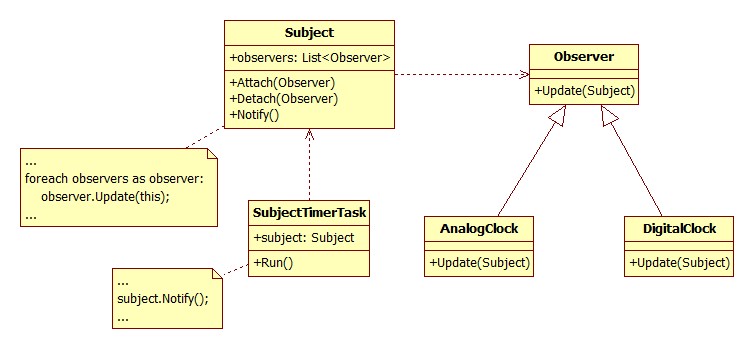 Subject
+observers: List<Observer>
+Attach(Observer)
+Detach(Observer)
+Notify()
Observer
+Update(Subject)
...
foreach observers as observer:
observer.Update(this);
...
SubjectTimerTask
+subject: Subject
+Run()
...
subject.Notify();
...
AnalogClock
+Update(Subject)
DigitalClock
+Update(Subject)